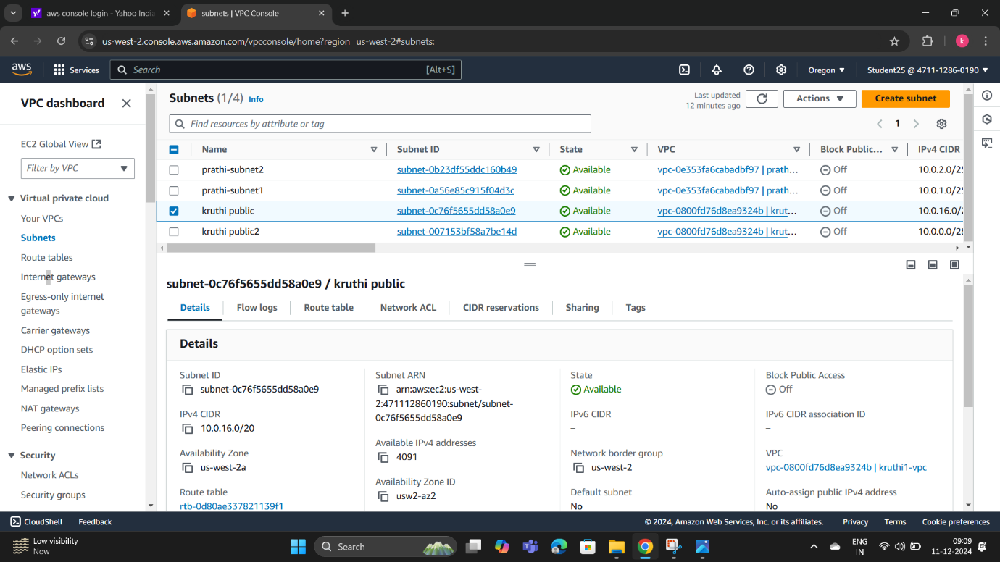 aws console login - Yahoo India
subnets | VPC Console
us-west-2.console.aws.amazon.com/vpcconsole/home?region=us-west-2#subnets:
k
aws
Services
Search
[Alt+S]
Oregon
Student25 @ 4711-1286-0190
VPC dashboard
EC2 Global View
Filter by VPC
Virtual private cloud
Your VPCs
Subnets
Route tables
Internet gateways
Egress-only internet
gateways
Carrier gateways
DHCP option sets
Elastic IPs
Managed prefix lists
NAT gateways
Peering connections
Security
Network ACLs
Security groups
Subnets (1/4) Info
Last updated
12 minutes ago
Actions
Create subnet
Find resources by attribute or tag
1
Name Subnet ID State VPC Block Public... IPv4 CIDR
prathi-subnet2 subnet-0b23df55ddc160b49 Available vpc-0e353fa6cabadbf97 | prath... Off 10.0.2.0/25
prathi-subnet1 subnet-0a56e85c915f04d3c Available vpc-0e353fa6cabadbf97 | prath... Off 10.0.1.0/25
kruthi public subnet-0c76f5655dd58a0e9 Available vpc-0800fd76d8ea9324b | krut... Off 10.0.16.0/2
kruthi public2 subnet-007153bf58a7be14d Available vpc-0800fd76d8ea9324b | krut... Off 10.0.0.0/28
subnet-0c76f5655dd58a0e9 / kruthi public
Details Flow logs Route table Network ACL CIDR reservations Sharing Tags
Details
Subnet ID
subnet-0c76f5655dd58a0e9
IPv4 CIDR
10.0.16.0/20
Availability Zone
us-west-2a
Route table
rtb-0d80ae337821139f1
Subnet ARN
arn:aws:ec2:us-west-
2:471112860190:subnet/subnet-
0c76f5655dd58a0e9
Available IPv4 addresses
4091
Availability Zone ID
usw2-az2
State
Available
IPv6 CIDR
–
Network border group
us-west-2
Default subnet
No
Block Public Access
Off
IPv6 CIDR association ID
–
VPC
vpc-0800fd76d8ea9324b | kruthi1-vpc
Auto-assign public IPv4 address
No
CloudShell Feedback © 2024, Amazon Web Services, Inc. or its affiliates. Privacy Terms Cookie preferences
Low visibility
Now
Search
ENG
IN
09:09
11-12-2024